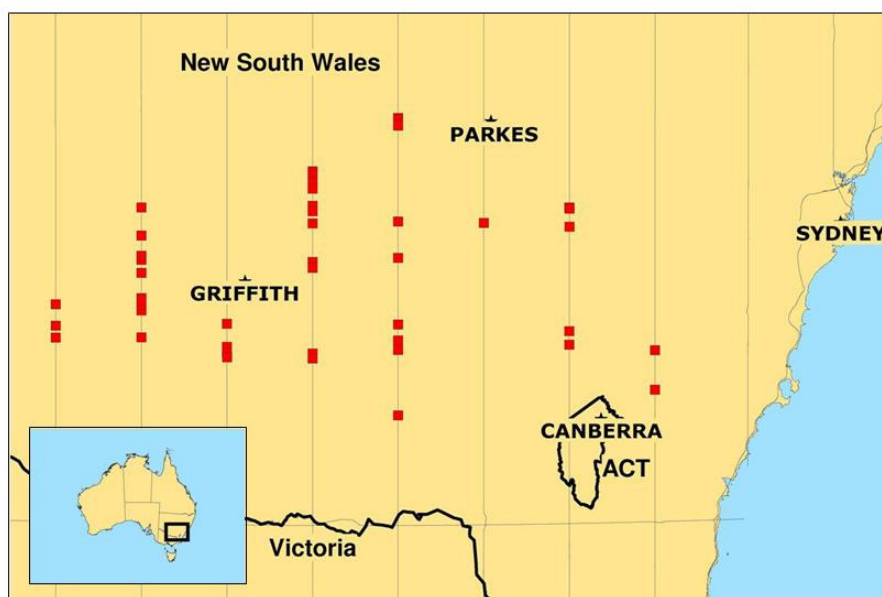 New South Wales
PARKES
SYDNEY
GRIFFITH
CANBERRA
ACT
Victoria